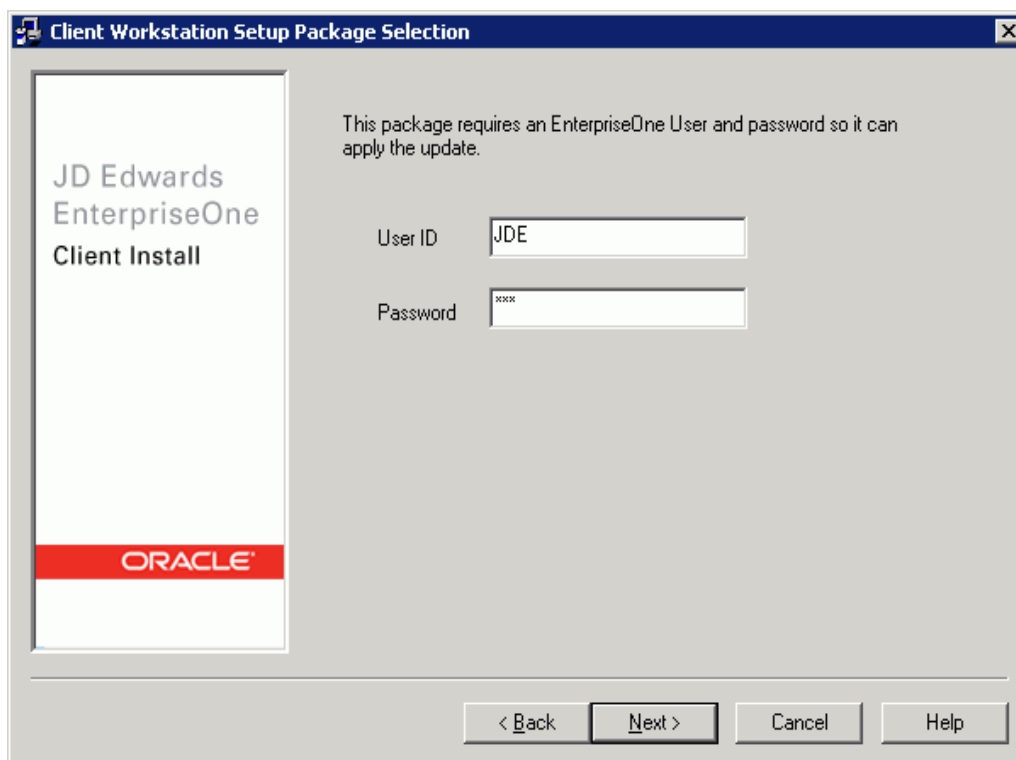 Client Workstation Setup Package Selection
JD Edwards
EnterpriseOne
Client Install
ORACLE
This package requires an EnterpriseOne User and password so it can
apply the update.
User ID JDE
Password ***
< Back Next > Cancel Help